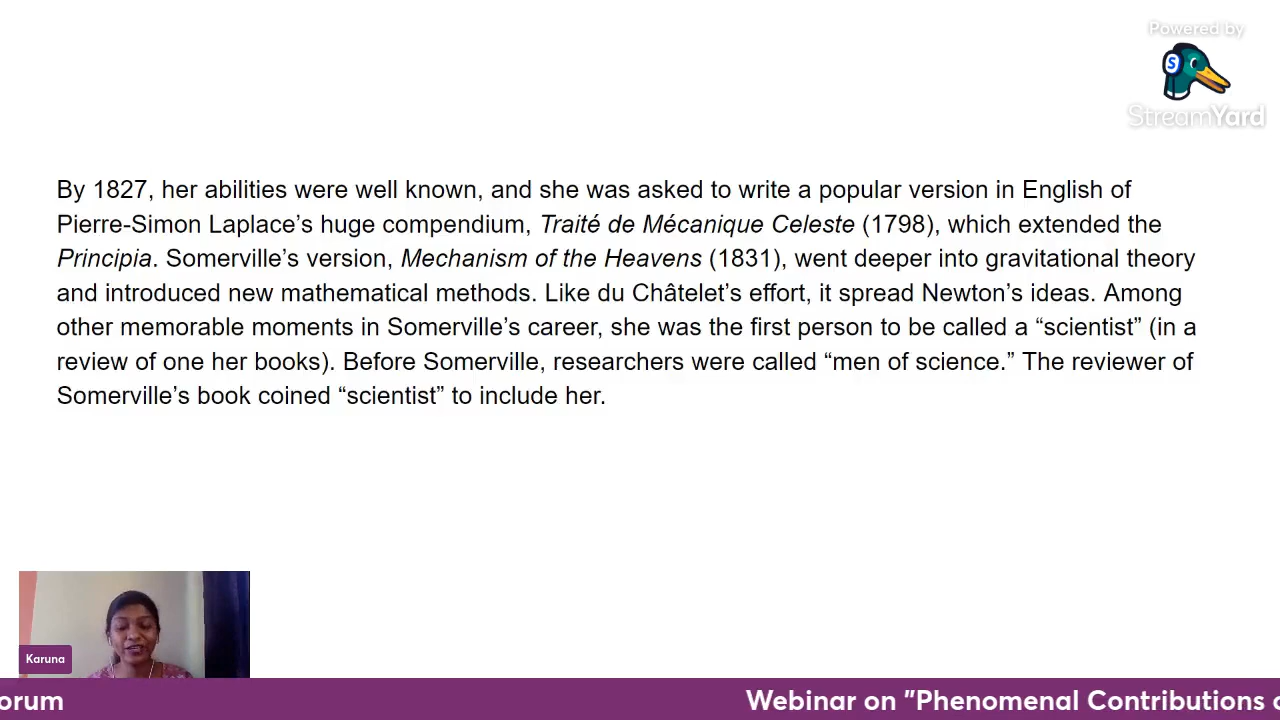 Powered by
S
StreamYard
By 1827, her abilities were well known, and she was asked to write a popular version in English of
Pierre-Simon Laplace’s huge compendium, Traité de Mécanique Celeste (1798), which extended the
Principia. Somerville’s version, Mechanism of the Heavens (1831), went deeper into gravitational theory
and introduced new mathematical methods. Like du Châtelet’s effort, it spread Newton’s ideas. Among
other memorable moments in Somerville’s career, she was the first person to be called a “scientist” (in a
review of one her books). Before Somerville, researchers were called “men of science.” The reviewer of
Somerville’s book coined “scientist” to include her.
Karuna
orum
Webinar on "Phenomenal Contributions